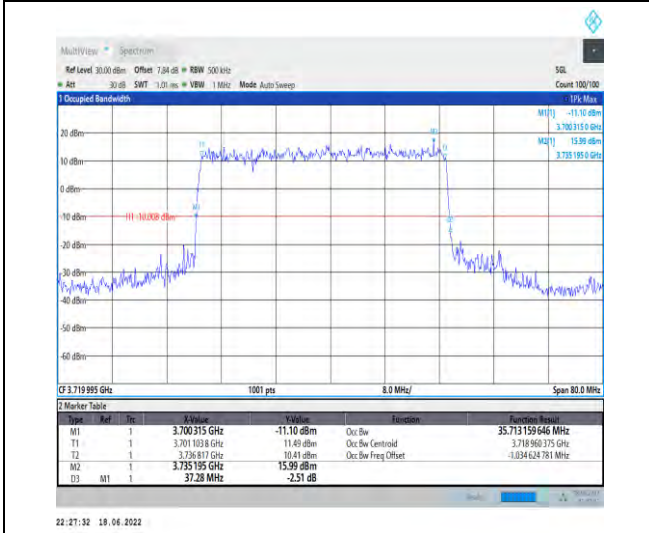 MultiView Spectrum
Ref Level 30.00 dBm Offset 7.84 dB RBW 500 kHz SGL
Att 30 dB SWT 1.01 ms VBW 1 MHz Mode Auto Sweep Count 100/100
1 Occupied Bandwidth 1Pk Max
M1[1] -11.10 dBm
3.700 315 0 GHz
M2[1] 15.99 dBm
3.735 195 0 GHz
20 dBm
10 dBm
0 dBm
-10 dBm
H1 -10.008 dBm
-20 dBm
-30 dBm
-40 dBm
-50 dBm
-60 dBm
CF 3.719 995 GHz 1001 pts 8.0 MHz/ Span 80.0 MHz
2 Marker Table
Type Ref Trc X-Value Y-Value Function Function Result
M1 1 3.700 315 GHz -11.10 dBm Occ Bw 35.713 159 646 MHz
T1 1 3.701 103 8 GHz 11.49 dBm Occ Bw Centroid 3.718 960 375 GHz
T2 1 3.736 817 GHz 10.41 dBm Occ Bw Freq Offset -1.034 624 781 MHz
M2 1 3.735 195 GHz 15.99 dBm
D3 M1 1 37.28 MHz -2.51 dB
22:27:32 18.06.2022